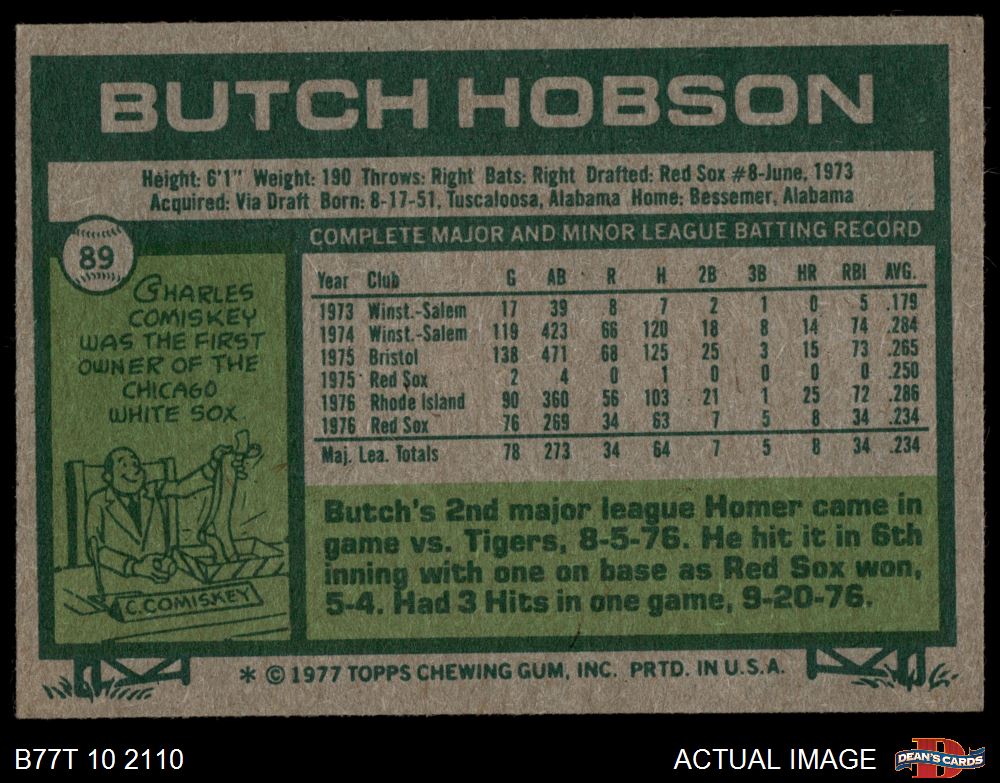 BUTCH HOBSON
Height: 6'1" Weight: 190 Throws: Right Bats: Right Drafted: Red Sox #8-June, 1973
Acquired: Via Draft Born: 8-17-51, Tuscaloosa, Alabama Home: Bessemer, Alabama
89
CHARLES
COMISKEY
WAS THE FIRST
OWNER OF THE
CHICAGO
WHITE SOX.
C. COMISKEY
COMPLETE MAJOR AND MINOR LEAGUE BATTING RECORD
Year Club G AB R H 2B 3B HR RBI AVG.
1973 Winst.-Salem 17 39 8 7 2 1 0 5 .179
1974 Winst.-Salem 119 423 66 120 18 8 14 74 .284
1975 Bristol 138 471 68 125 25 3 15 73 .265
1975 Red Sox 2 4 0 1 0 0 0 0 .250
1976 Rhode Island 90 360 56 103 21 1 25 72 .286
1976 Red Sox 76 269 34 63 7 5 8 34 .234
Maj. Lea. Totals 78 273 34 64 7 5 8 34 .234
Butch's 2nd major league Homer came in
game vs. Tigers, 8-5-76. He hit it in 6th
inning with one on base as Red Sox won,
5-4. Had 3 Hits in one game, 9-20-76.
* © 1977 TOPPS CHEWING GUM, INC. PRTD. IN U.S.A.
B77T 10 2110
ACTUAL IMAGE
D
DEAN'S CARDS